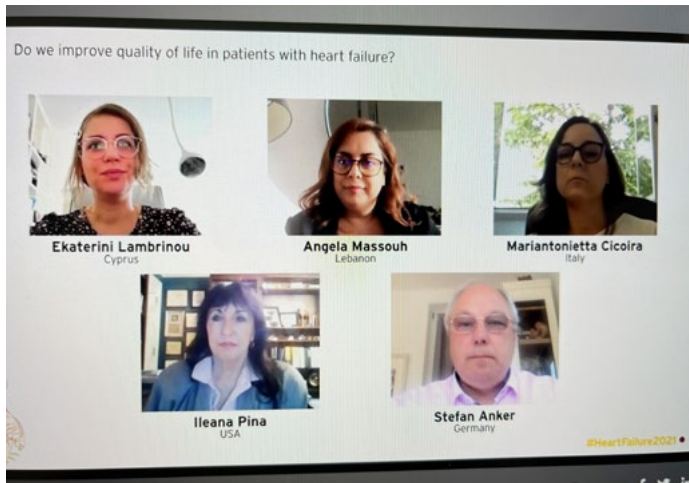 Do we improve quality of life in patients with heart failure?
Ekaterini Lambrinou
Cyprus
Angela Massouh
Lebanon
Mariantonietta Cicoira
Italy
Ileana Pina
USA
Stefan Anker
Germany
#HeartFailure2021